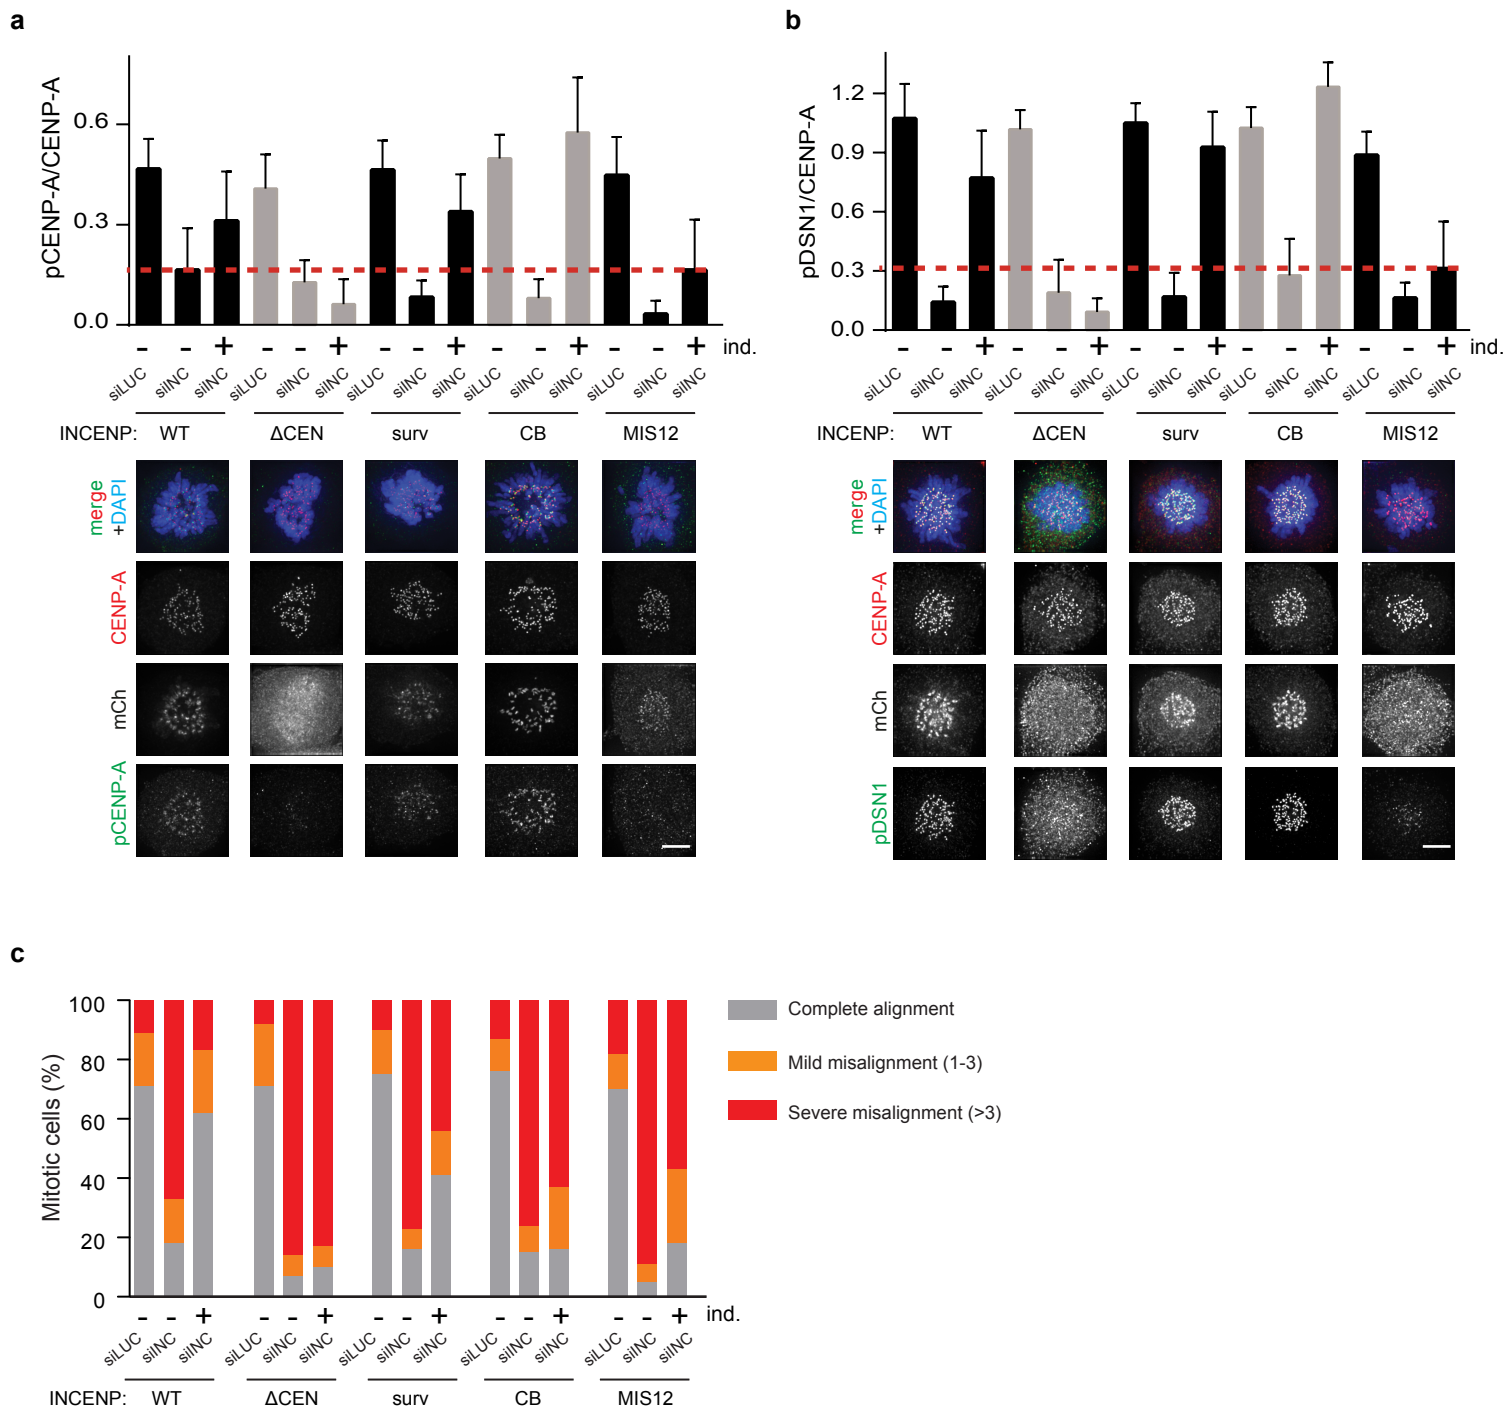 a
pCENP-A/CENP-A
0.6
0.3
0.0
- - + - - + - - + - - + - - + ind.
siLUC siINC siINC siLUC siINC siINC siLUC siINC siINC siLUC siINC siINC siLUC siINC siINC
INCENP: WT ΔCEN surv CB MIS12
merge
+DAPI
CENP-A
mCh
pCENP-A
b
pDSN1/CENP-A
1.2
0.9
0.6
0.3
0.0
- - + - - + - - + - - + - - + ind.
siLUC siINC siINC siLUC siINC siINC siLUC siINC siINC siLUC siINC siINC siLUC siINC siINC
INCENP: WT ΔCEN surv CB MIS12
merge
+DAPI
CENP-A
mCh
pDSN1
c
Mitotic cells (%)
100
80
60
40
20
0
- - + - - + - - + - - + - - + ind.
siLUC siINC siINC siLUC siINC siINC siLUC siINC siINC siLUC siINC siINC siLUC siINC siINC
INCENP: WT ΔCEN surv CB MIS12
Complete alignment
Mild misalignment (1-3)
Severe misalignment (>3)